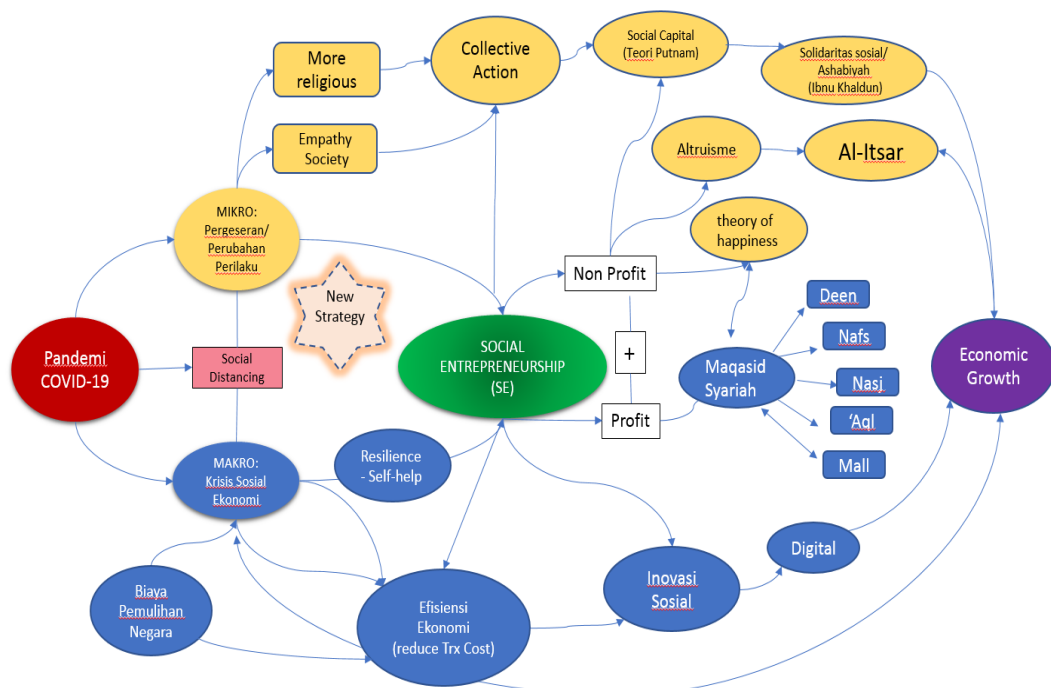 More
religious
Collective
Action
Social Capital
(Teori Putnam)
Solidaritas sosial/
Ashabiyah
(Ibnu Khaldun)
Empathy
Society
Altruisme
Al-Itsar
MIKRO:
Pergeseran/
Perubahan
Perilaku
theory of
happiness
New
Strategy
Non Profit
Deen
Nafs
Pandemi
COVID-19
Social
Distancing
SOCIAL
ENTREPRENEURSHIP
(SE)
+
Maqasid
Syariah
Nasj
Economic
Growth
Profit
'Aql
Mall
MAKRO:
Krisis Sosial
Ekonomi
Resilience
- Self-help
Digital
Biaya
Pemulihan
Negara
Efisiensi
Ekonomi
(reduce Trx Cost)
Inovasi
Sosial